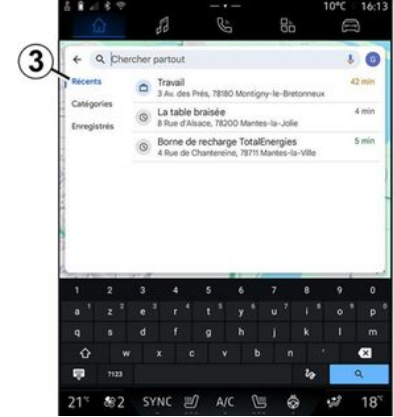 10°C 16:13
3
Chercher partout
G
Récents
Catégories
Enregistrés
Travail
42 min
3 Av. des Prés, 78180 Montigny-le-Bretonneux
La table braisée
4 min
8 Rue d'Alsace, 78200 Mantes-la-Jolie
Borne de recharge TotalEnergies
5 min
4 Rue de Chantereine, 78711 Mantes-la-Ville
1 2 3 4 5 6 7 8 9 0
a z e r t y u i o p
q s d f g h j k l m
w x c v b n '
?123
21° 2 SYNC A/C 18°